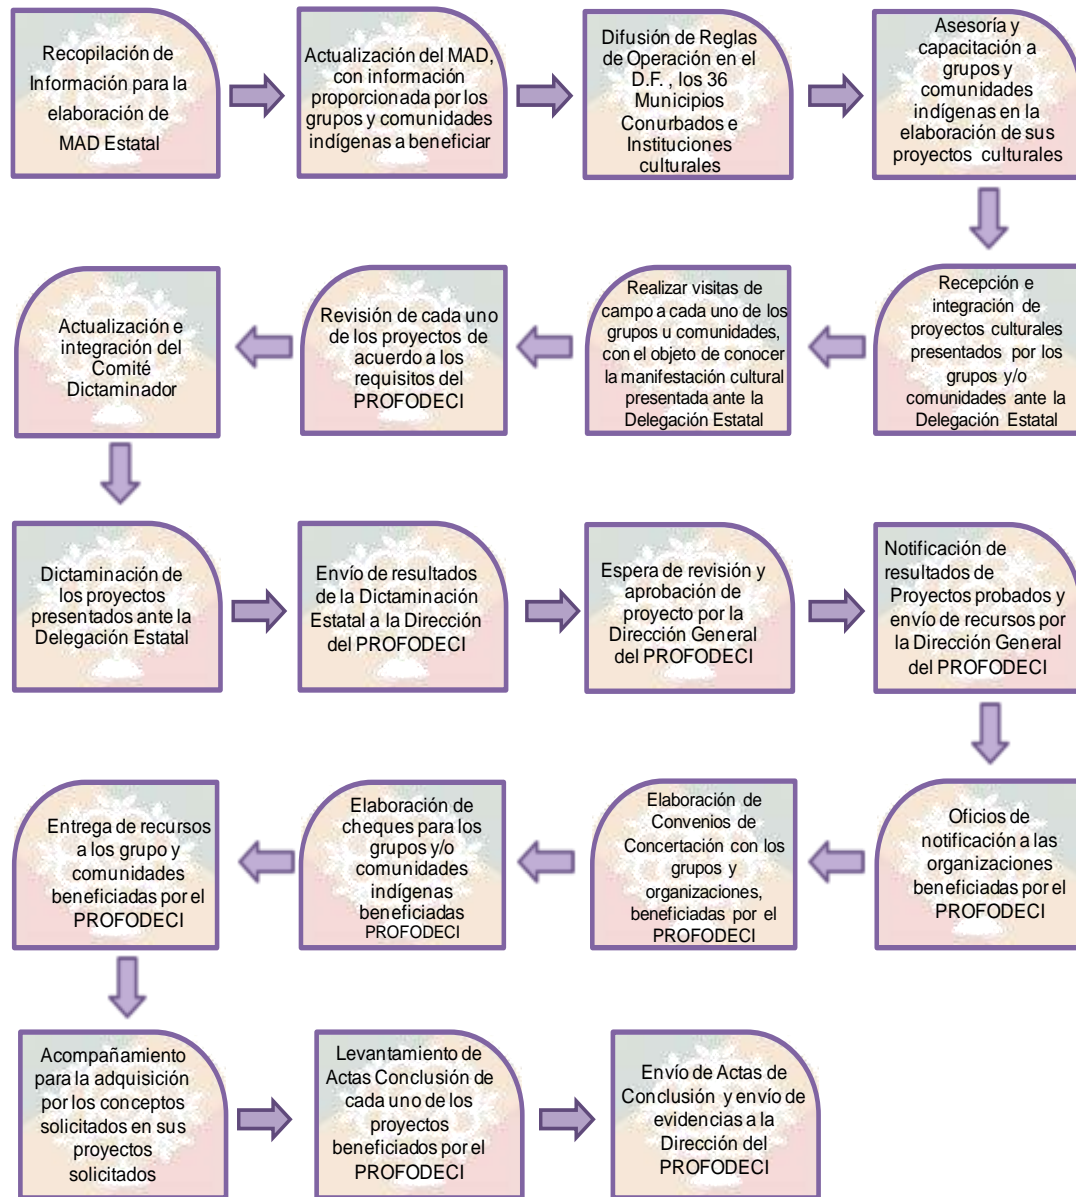 Recopilación de
Información para la
elaboración de
MAD Estatal
Actualización del MAD,
con información
proporcionada por los
grupos y comunidades
indígenas a beneficiar
Difusión de Reglas
de Operación en el
D.F. , los 36
Municipios
Conurbados e
Instituciones
culturales
Asesoría y
capacitación a
grupos y
comunidades
indígenas en la
elaboración de sus
proyectos culturales
Recepción e
integración de
proyectos culturales
presentados por los
grupos y/o
comunidades ante la
Delegación Estatal
Realizar visitas de
campo a cada uno de los
grupos u comunidades,
con el objeto de conocer
la manifestación cultural
presentada ante la
Delegación Estatal
Revisión de cada uno
de los proyectos de
acuerdo a los
requisitos del
PROFODECI
Actualización e
integración del
Comité
Dictaminador
Dictaminación de
los proyectos
presentados ante la
Delegación Estatal
Envío de resultados
de la Dictaminación
Estatal a la Dirección
del PROFODECI
Espera de revisión y
aprobación de
proyecto por la
Dirección General
del PROFODECI
Notificación de
resultados de
Proyectos probados y
envío de recursos por
la Dirección General
del PROFODECI
Oficios de
notificación a las
organizaciones
beneficiadas por el
PROFODECI
Elaboración de
Convenios de
Concertación con los
grupos y
organizaciones,
beneficiadas por el
PROFODECI
Elaboración de
cheques para los
grupos y/o
comunidades
indígenas
beneficiadas
PROFODECI
Entrega de recursos
a los grupo y
comunidades
beneficiadas por el
PROFODECI
Acompañamiento
para la adquisición
por los conceptos
solicitados en sus
proyectos
solicitados
Levantamiento de
Actas Conclusión de
cada uno de los
proyectos
beneficiados por el
PROFODECI
Envío de Actas de
Conclusión y envío de
evidencias a la
Dirección del
PROFODECI